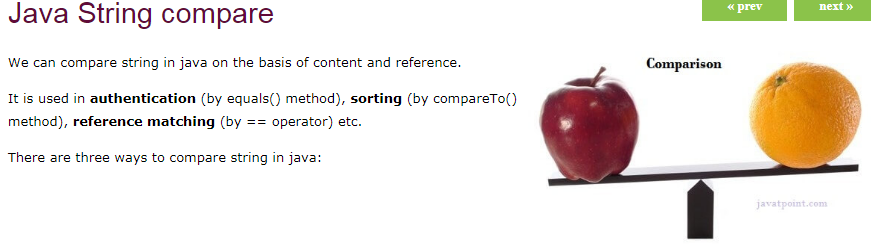 Java String compare
« prev
next »
We can compare string in java on the basis of content and reference.
It is used in authentication (by equals() method), sorting (by compareTo()
method), reference matching (by == operator) etc.
There are three ways to compare string in java:
Comparison
javatpoint.com